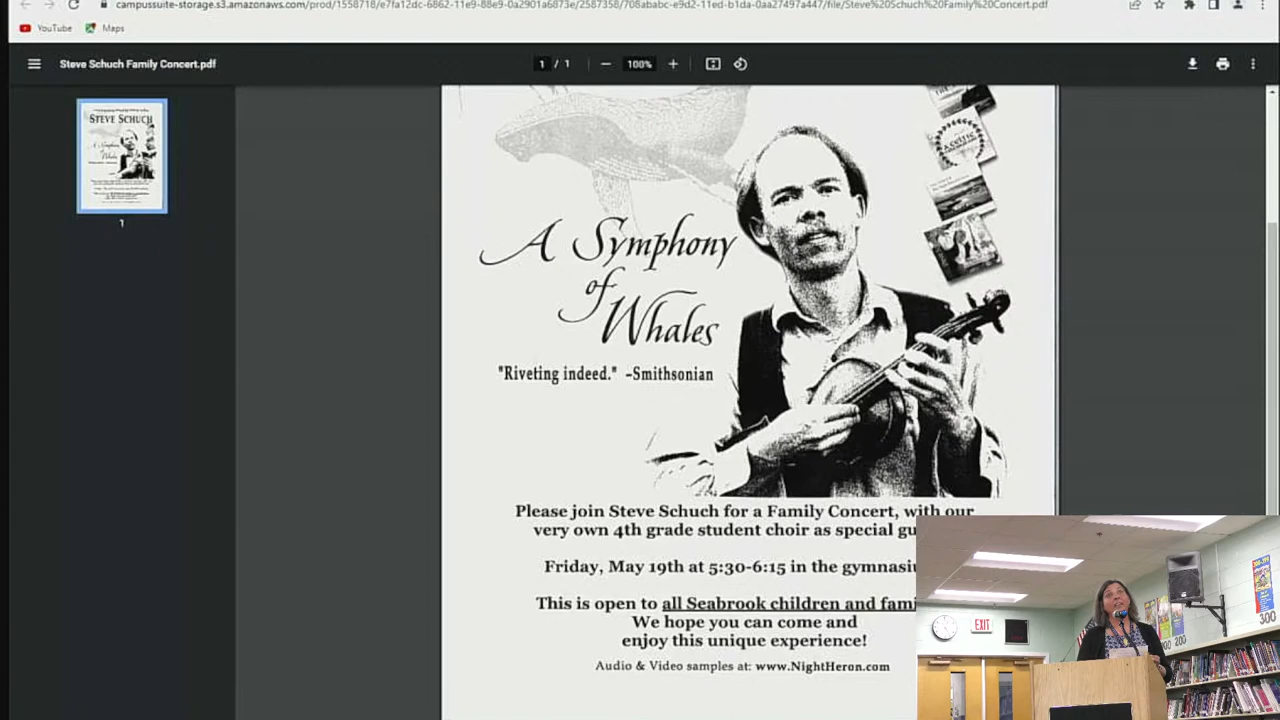 campussuite-storage.s3.amazonaws.com/prod/1558718/e7fa12dc-6862-11e9-88e9-0a2901a6873e/2587358/708ababc-e9d2-11ed-b1da-0aa27497a447/file/Steve%20Schuch%20Family%20Concert.pdf
YouTube Maps
Steve Schuch Family Concert.pdf 1 / 1 100%
STEVE SCHUCH
1
A Symphony
of
Whales
"Riveting indeed." –Smithsonian
Please join Steve Schuch for a Family Concert, with our
very own 4th grade student choir as special gu
Friday, May 19th at 5:30-6:15 in the gymnasiu
This is open to all Seabrook children and fami
We hope you can come and
enjoy this unique experience!
Audio & Video samples at: www.NightHeron.com
EXIT
300
200